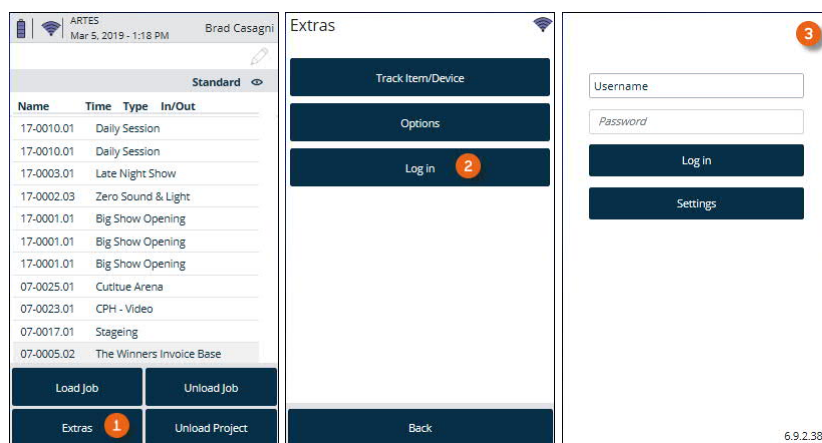 ARTES
Mar 5, 2019 - 1:18 PM Brad Casagni
Standard
Name Time Type In/Out
17-0010.01 Daily Session
17-0010.01 Daily Session
17-0003.01 Late Night Show
17-0002.03 Zero Sound & Light
17-0001.01 Big Show Opening
17-0001.01 Big Show Opening
17-0001.01 Big Show Opening
07-0025.01 Cutltue Arena
07-0023.01 CPH - Video
07-0017.01 Stageing
07-0005.02 The Winners Invoice Base
Load Job Unload Job
Extras 1 Unload Project
Extras
Track Item/Device
Options
Log in 2
Back
3
Username
Password
Log in
Settings
6.9.2.38